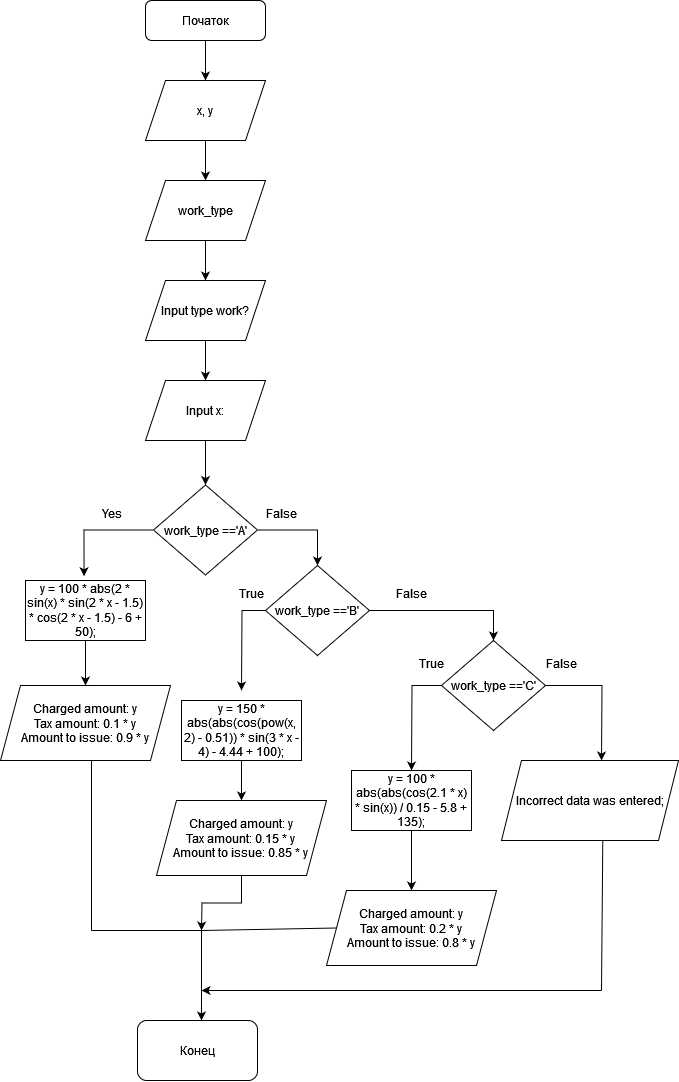 Початок
x, y
work_type
Input type work?
Input x:
work_type =='A'
Yes
False
y = 100 * abs(2 *
sin(x) * sin(2 * x - 1.5)
* cos(2 * x - 1.5) - 6 +
50);
Charged amount: y
Tax amount: 0.1 * y
Amount to issue: 0.9 * y
work_type =='B'
True
False
y = 150 *
abs(abs(cos(pow(x,
2) - 0.51)) * sin(3 * x -
4) - 4.44 + 100);
Charged amount: y
Tax amount: 0.15 * y
Amount to issue: 0.85 * y
work_type =='C'
True
False
y = 100 *
abs(abs(cos(2.1 * x)
* sin(x)) / 0.15 - 5.8 +
135);
Charged amount: y
Tax amount: 0.2 * y
Amount to issue: 0.8 * y
Incorrect data was entered;
Конец